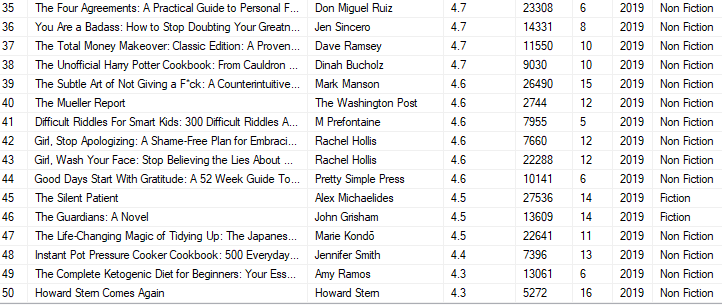 35 The Four Agreements: A Practical Guide to Personal F... Don Miguel Ruiz 4.7 23308 6 2019 Non Fiction
36 You Are a Badass: How to Stop Doubting Your Greatn... Jen Sincero 4.7 14331 8 2019 Non Fiction
37 The Total Money Makeover: Classic Edition: A Proven... Dave Ramsey 4.7 11550 10 2019 Non Fiction
38 The Unofficial Harry Potter Cookbook: From Cauldron ... Dinah Bucholz 4.7 9030 10 2019 Non Fiction
39 The Subtle Art of Not Giving a F*ck: A Counterintuitive... Mark Manson 4.6 26490 15 2019 Non Fiction
40 The Mueller Report The Washington Post 4.6 2744 12 2019 Non Fiction
41 Difficult Riddles For Smart Kids: 300 Difficult Riddles A... M Prefontaine 4.6 7955 5 2019 Non Fiction
42 Girl, Stop Apologizing: A Shame-Free Plan for Embraci... Rachel Hollis 4.6 7660 12 2019 Non Fiction
43 Girl, Wash Your Face: Stop Believing the Lies About ... Rachel Hollis 4.6 22288 12 2019 Non Fiction
44 Good Days Start With Gratitude: A 52 Week Guide To... Pretty Simple Press 4.6 10141 6 2019 Non Fiction
45 The Silent Patient Alex Michaelides 4.5 27536 14 2019 Fiction
46 The Guardians: A Novel John Grisham 4.5 13609 14 2019 Fiction
47 The Life-Changing Magic of Tidying Up: The Japanes... Marie Kondō 4.5 22641 11 2019 Non Fiction
48 Instant Pot Pressure Cooker Cookbook: 500 Everyday... Jennifer Smith 4.4 7396 13 2019 Non Fiction
49 The Complete Ketogenic Diet for Beginners: Your Ess... Amy Ramos 4.3 13061 6 2019 Non Fiction
50 Howard Stern Comes Again Howard Stern 4.3 5272 16 2019 Non Fiction